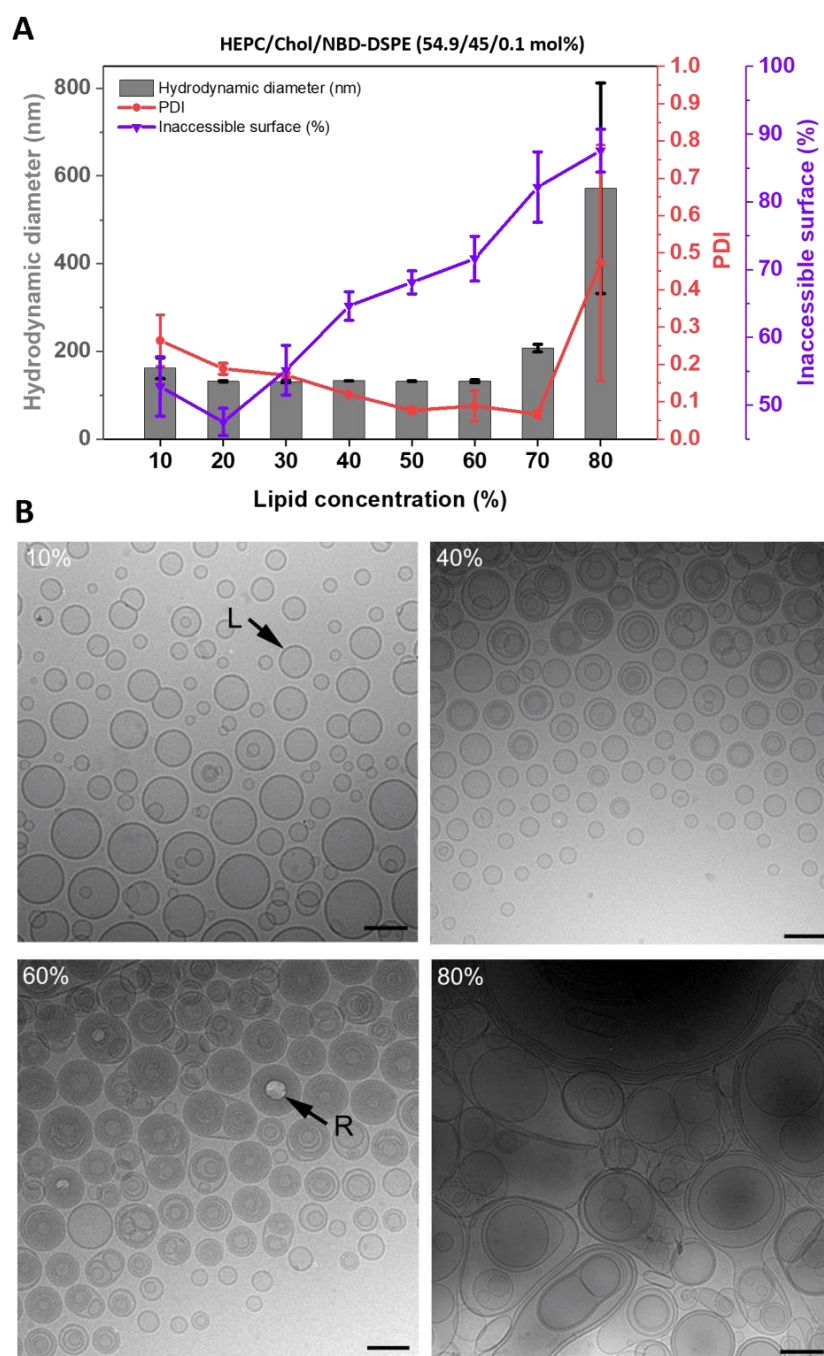 A
HEPC/Chol/NBD-DSPE (54.9/45/0.1 mol%)
Hydrodynamic diameter (nm)
PDI
Inaccessible surface (%)
800
600
400
200
0
Hydrodynamic diameter (nm)
1.0
0.9
0.8
0.7
0.6
0.5
0.4
0.3
0.2
0.1
0.0
PDI
100
90
80
70
60
50
Inaccessible surface (%)
10 20 30 40 50 60 70 80
Lipid concentration (%)
B
10%
L
40%
60%
R
80%